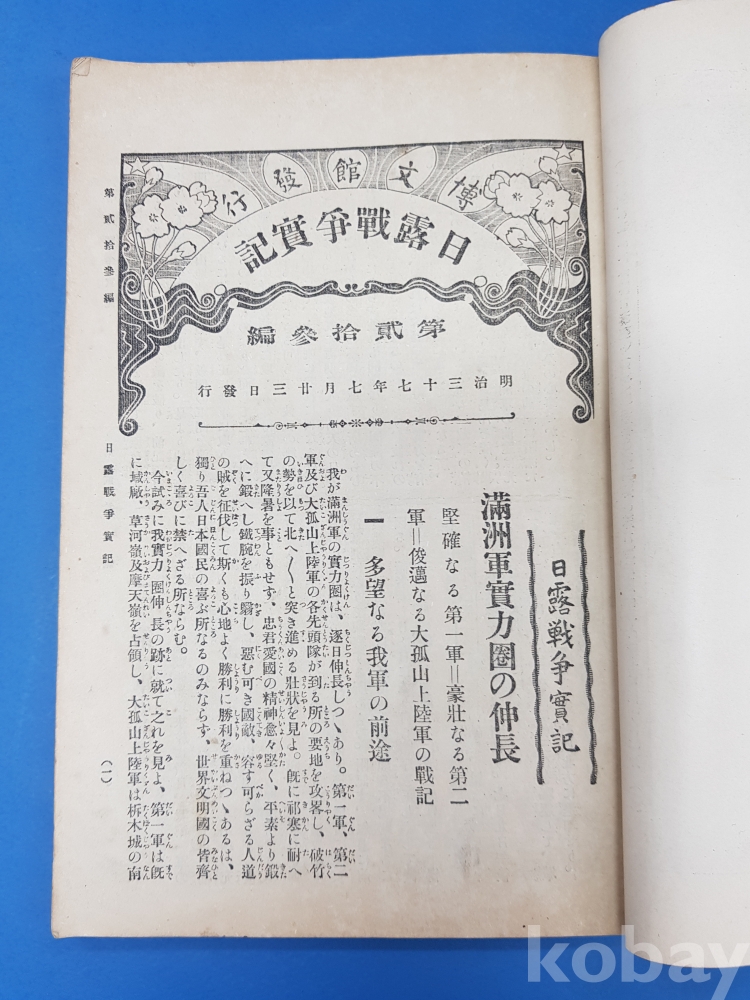 博文館發行
日露戰爭實記
第貳拾參編
明治三十七年七月廿三日發行
日露戰爭實記
滿洲軍實力圏の伸長
堅確なる第一軍=豪壯なる第二
軍=俊邁なる大孤山上陸軍の戰記
一 多望なる我軍の前途
我が滿洲軍の實力圏は、逐日伸長しつゝあり。第一軍、第二
軍及び大孤山上陸軍の各先頭隊が到る所の要地を攻畧し、破竹
の勢を以て北へ〳〵と突き進める壯狀を見よ。旣に祁寒に耐へ
て又隆暑を事ともせず、忠君愛國の精神愈々堅く、平素より鍛
へに鍛へし鐵腕を振り翳し、惡む可き國敵、容す可らざる人道
の賊を征伐して斯くも心地よく勝利に勝利を重ねつゝあるは、
獨り吾人日本國民の喜ぶ所なるのみならず、世界文明國の皆齊
しく喜びに禁へざる所ならむ。
今試みに我實力圏伸長の跡に就て之れを見よ、第一軍は旣
に域厰、草河嶺及摩天嶺を占領し、大孤山上陸軍は柝木城の南
第貳拾參編
日露戰爭實記
(一)
kobay